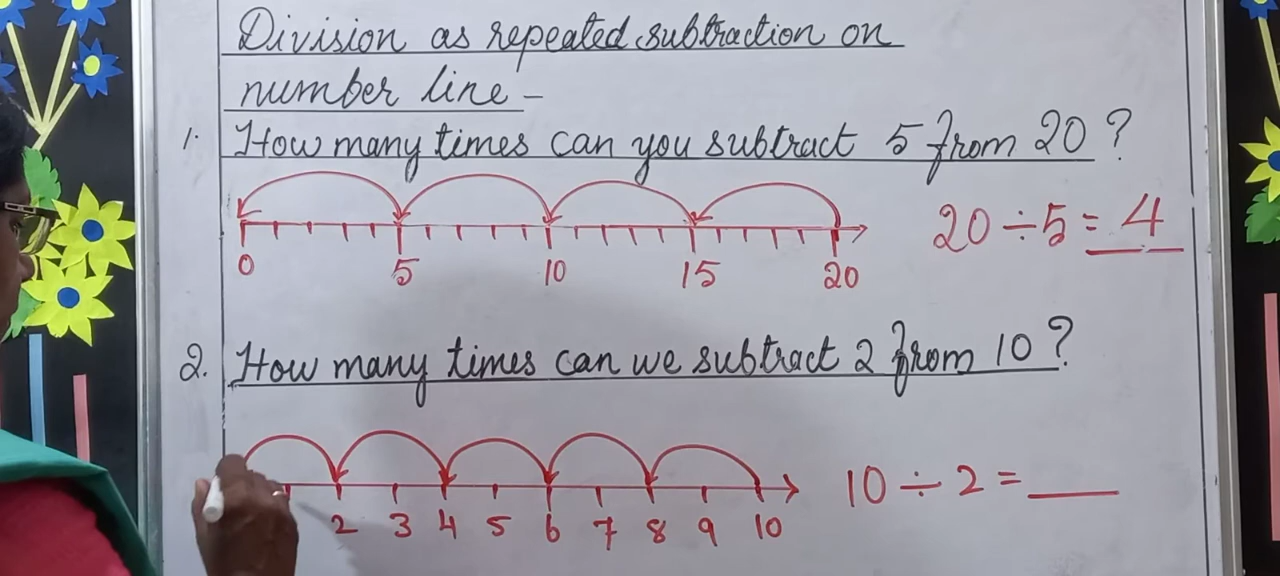 Division as repeated subtraction on
number line -
1. How many times can you subtract 5 from 20 ?
0 5 10 15 20
20 ÷ 5 = 4
2. How many times can we subtract 2 from 10 ?
2 3 4 5 6 7 8 9 10
10 ÷ 2 = ___